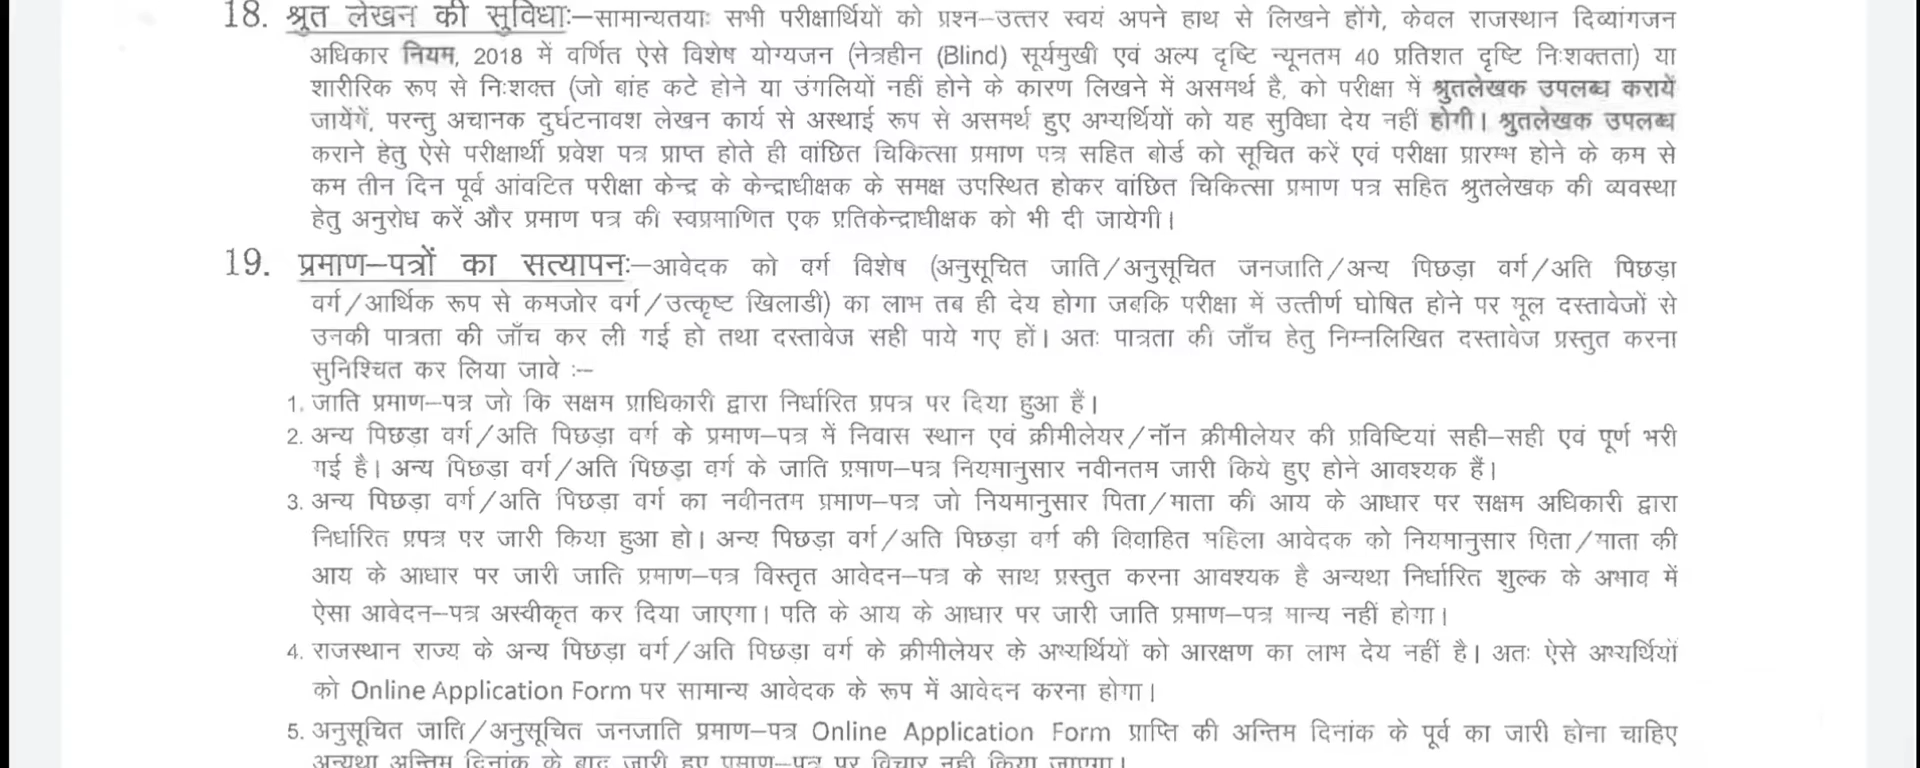 18. श्रुत लेखन की सुविधाः–सामान्यतयाः सभी परीक्षार्थियों को प्रश्न–उत्तर स्वयं अपने हाथ से लिखने होंगे, केवल राजस्थान दिव्यांगजन
अधिकार नियम, 2018 में वर्णित ऐसे विशेष योग्यजन (नेत्रहीन (Blind) सूर्यमुखी एवं अल्प दृष्टि न्यूनतम 40 प्रतिशत दृष्टि निःशक्तता) या
शारीरिक रूप से निःशक्त (जो बांह कटे होने या उंगलियों नहीं होने के कारण लिखने में असमर्थ है, को परीक्षा में श्रुतलेखक उपलब्ध कराये
जायेंगें, परन्तु अचानक दुर्घटनावश लेखन कार्य से अस्थाई रूप से असमर्थ हुए अभ्यर्थियों को यह सुविधा देय नहीं होगी। श्रुतलेखक उपलब्ध
कराने हेतु ऐसे परीक्षार्थी प्रवेश पत्र प्राप्त होते ही वांछित चिकित्सा प्रमाण पत्र सहित बोर्ड को सूचित करें एवं परीक्षा प्रारम्भ होने के कम से
कम तीन दिन पूर्व आंवटित परीक्षा केन्द्र के केन्द्राधीक्षक के समक्ष उपस्थित होकर वांछित चिकित्सा प्रमाण पत्र सहित श्रुतलेखक की व्यवस्था
हेतु अनुरोध करें और प्रमाण पत्र की स्वप्रमाणित एक प्रतिकेन्द्राधीक्षक को भी दी जायेगी।
19. प्रमाण–पत्रों का सत्यापनः–आवेदक को वर्ग विशेष (अनुसूचित जाति/अनुसूचित जनजाति/अन्य पिछड़ा वर्ग/अति पिछड़ा
वर्ग/आर्थिक रूप से कमजोर वर्ग/उत्कृष्ट खिलाडी) का लाभ तब ही देय होगा जबकि परीक्षा में उत्तीर्ण घोषित होने पर मूल दस्तावेजों से
उनकी पात्रता की जाँच कर ली गई हो तथा दस्तावेज सही पाये गए हों। अतः पात्रता की जाँच हेतु निम्नलिखित दस्तावेज प्रस्तुत करना
सुनिश्चित कर लिया जावे :–
1. जाति प्रमाण–पत्र जो कि सक्षम प्राधिकारी द्वारा निर्धारित प्रपत्र पर दिया हुआ हैं।
2. अन्य पिछड़ा वर्ग/अति पिछड़ा वर्ग के प्रमाण–पत्र में निवास स्थान एवं क्रीमीलेयर/नॉन क्रीमीलेयर की प्रविष्टियां सही–सही एवं पूर्ण भरी
गई है। अन्य पिछड़ा वर्ग/अति पिछड़ा वर्ग के जाति प्रमाण–पत्र नियमानुसार नवीनतम जारी किये हुए होने आवश्यक हैं।
3. अन्य पिछड़ा वर्ग/अति पिछड़ा वर्ग का नवीनतम प्रमाण–पत्र जो नियमानुसार पिता/माता की आय के आधार पर सक्षम अधिकारी द्वारा
निर्धारित प्रपत्र पर जारी किया हुआ हो। अन्य पिछड़ा वर्ग/अति पिछड़ा वर्ग की विवाहित महिला आवेदक को नियमानुसार पिता/माता की
आय के आधार पर जारी जाति प्रमाण–पत्र विस्तृत आवेदन–पत्र के साथ प्रस्तुत करना आवश्यक है अन्यथा निर्धारित शुल्क के अभाव में
ऐसा आवेदन–पत्र अस्वीकृत कर दिया जाएगा। पति के आय के आधार पर जारी जाति प्रमाण–पत्र मान्य नहीं होगा।
4. राजस्थान राज्य के अन्य पिछड़ा वर्ग/अति पिछड़ा वर्ग के क्रीमीलेयर के अभ्यर्थियों को आरक्षण का लाभ देय नहीं है। अतः ऐसे अभ्यर्थियों
को Online Application Form पर सामान्य आवेदक के रूप में आवेदन करना होगा।
5. अनुसूचित जाति/अनुसूचित जनजाति प्रमाण–पत्र Online Application Form प्राप्ति की अन्तिम दिनांक के पूर्व का जारी होना चाहिए
अन्यथा अन्तिम दिनांक के बाद जारी हुए प्रमाण–पत्र पर विचार नही किया जाएगा।